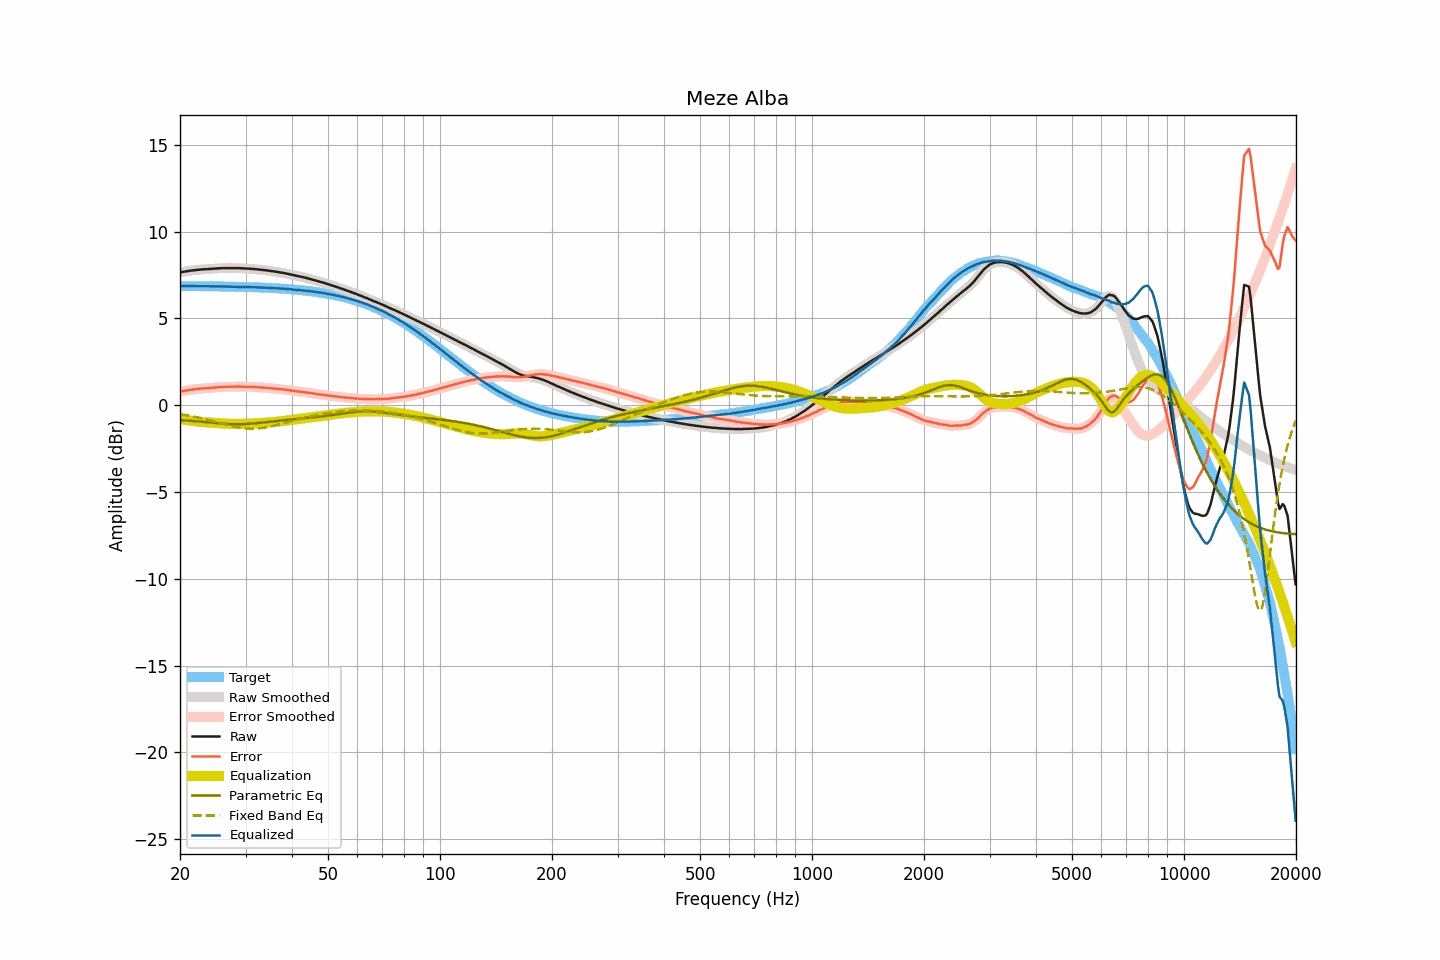 Meze Alba
15
10
5
0
−5
−10
−15
−20
−25
Amplitude (dBr)
Target
Raw Smoothed
Error Smoothed
Raw
Error
Equalization
Parametric Eq
Fixed Band Eq
Equalized
20 50 100 200 500 1000 2000 5000 10000 20000
Frequency (Hz)